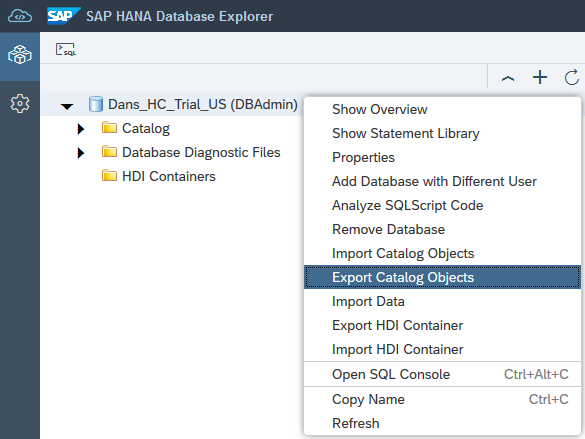 SAP SAP HANA Database Explorer
SQL
Dans_HC_Trial_US (DBAdmin)
Catalog
Database Diagnostic Files
HDI Containers
Show Overview
Show Statement Library
Properties
Add Database with Different User
Analyze SQLScript Code
Remove Database
Import Catalog Objects
Export Catalog Objects
Import Data
Export HDI Container
Import HDI Container
Open SQL Console Ctrl+Alt+C
Copy Name Ctrl+C
Refresh